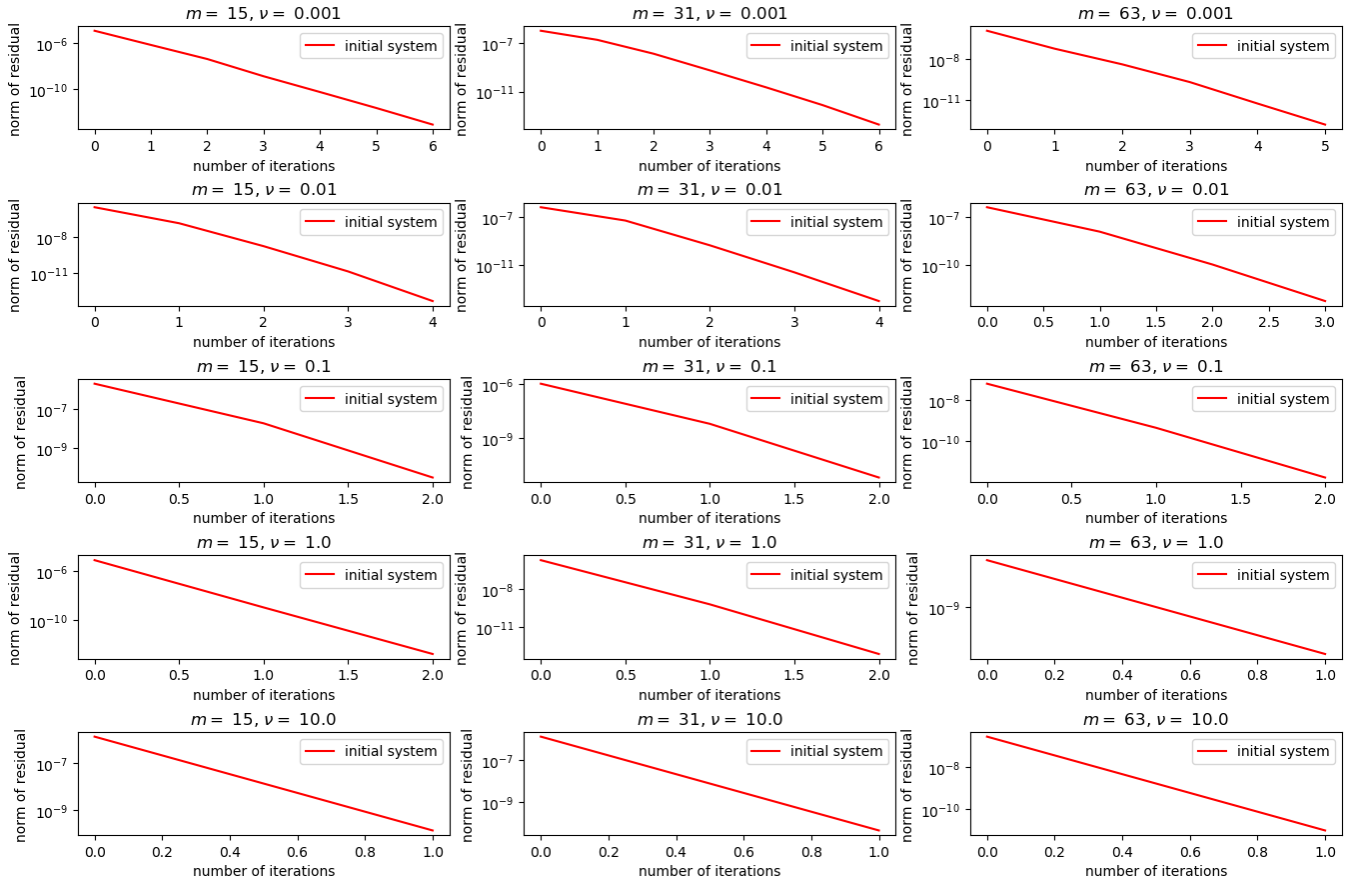 m = 15, ν = 0.001
10⁻⁶
10⁻¹⁰
norm of residual
initial system
0 1 2 3 4 5 6
number of iterations
m = 31, ν = 0.001
10⁻⁷
10⁻¹¹
norm of residual
initial system
0 1 2 3 4 5 6
number of iterations
m = 63, ν = 0.001
10⁻⁸
10⁻¹¹
norm of residual
initial system
0 1 2 3 4 5
number of iterations
m = 15, ν = 0.01
10⁻⁸
10⁻¹¹
norm of residual
initial system
0 1 2 3 4
number of iterations
m = 31, ν = 0.01
10⁻⁷
10⁻¹¹
norm of residual
initial system
0 1 2 3 4
number of iterations
m = 63, ν = 0.01
10⁻⁷
10⁻¹⁰
norm of residual
initial system
0.0 0.5 1.0 1.5 2.0 2.5 3.0
number of iterations
m = 15, ν = 0.1
10⁻⁷
10⁻⁹
norm of residual
initial system
0.0 0.5 1.0 1.5 2.0
number of iterations
m = 31, ν = 0.1
10⁻⁶
10⁻⁹
norm of residual
initial system
0.0 0.5 1.0 1.5 2.0
number of iterations
m = 63, ν = 0.1
10⁻⁸
10⁻¹⁰
norm of residual
initial system
0.0 0.5 1.0 1.5 2.0
number of iterations
m = 15, ν = 1.0
10⁻⁶
10⁻¹⁰
norm of residual
initial system
0.0 0.5 1.0 1.5 2.0
number of iterations
m = 31, ν = 1.0
10⁻⁸
10⁻¹¹
norm of residual
initial system
0.0 0.5 1.0 1.5 2.0
number of iterations
m = 63, ν = 1.0
10⁻⁹
norm of residual
initial system
0.0 0.2 0.4 0.6 0.8 1.0
number of iterations
m = 15, ν = 10.0
10⁻⁷
10⁻⁹
norm of residual
initial system
0.0 0.2 0.4 0.6 0.8 1.0
number of iterations
m = 31, ν = 10.0
10⁻⁷
10⁻⁹
norm of residual
initial system
0.0 0.2 0.4 0.6 0.8 1.0
number of iterations
m = 63, ν = 10.0
10⁻⁸
10⁻¹⁰
norm of residual
initial system
0.0 0.2 0.4 0.6 0.8 1.0
number of iterations